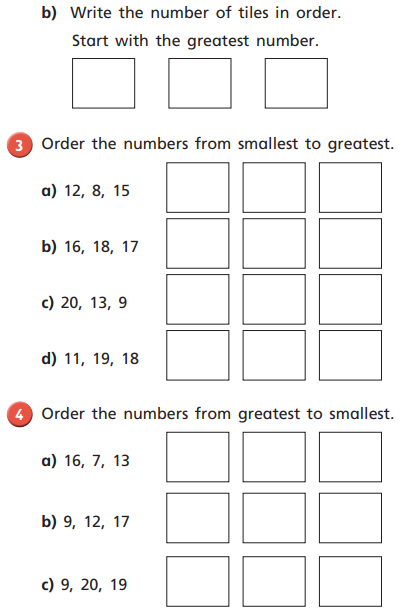 b) Write the number of tiles in order.
Start with the greatest number.
3 Order the numbers from smallest to greatest.
a) 12, 8, 15
b) 16, 18, 17
c) 20, 13, 9
d) 11, 19, 18
4 Order the numbers from greatest to smallest.
a) 16, 7, 13
b) 9, 12, 17
c) 9, 20, 19